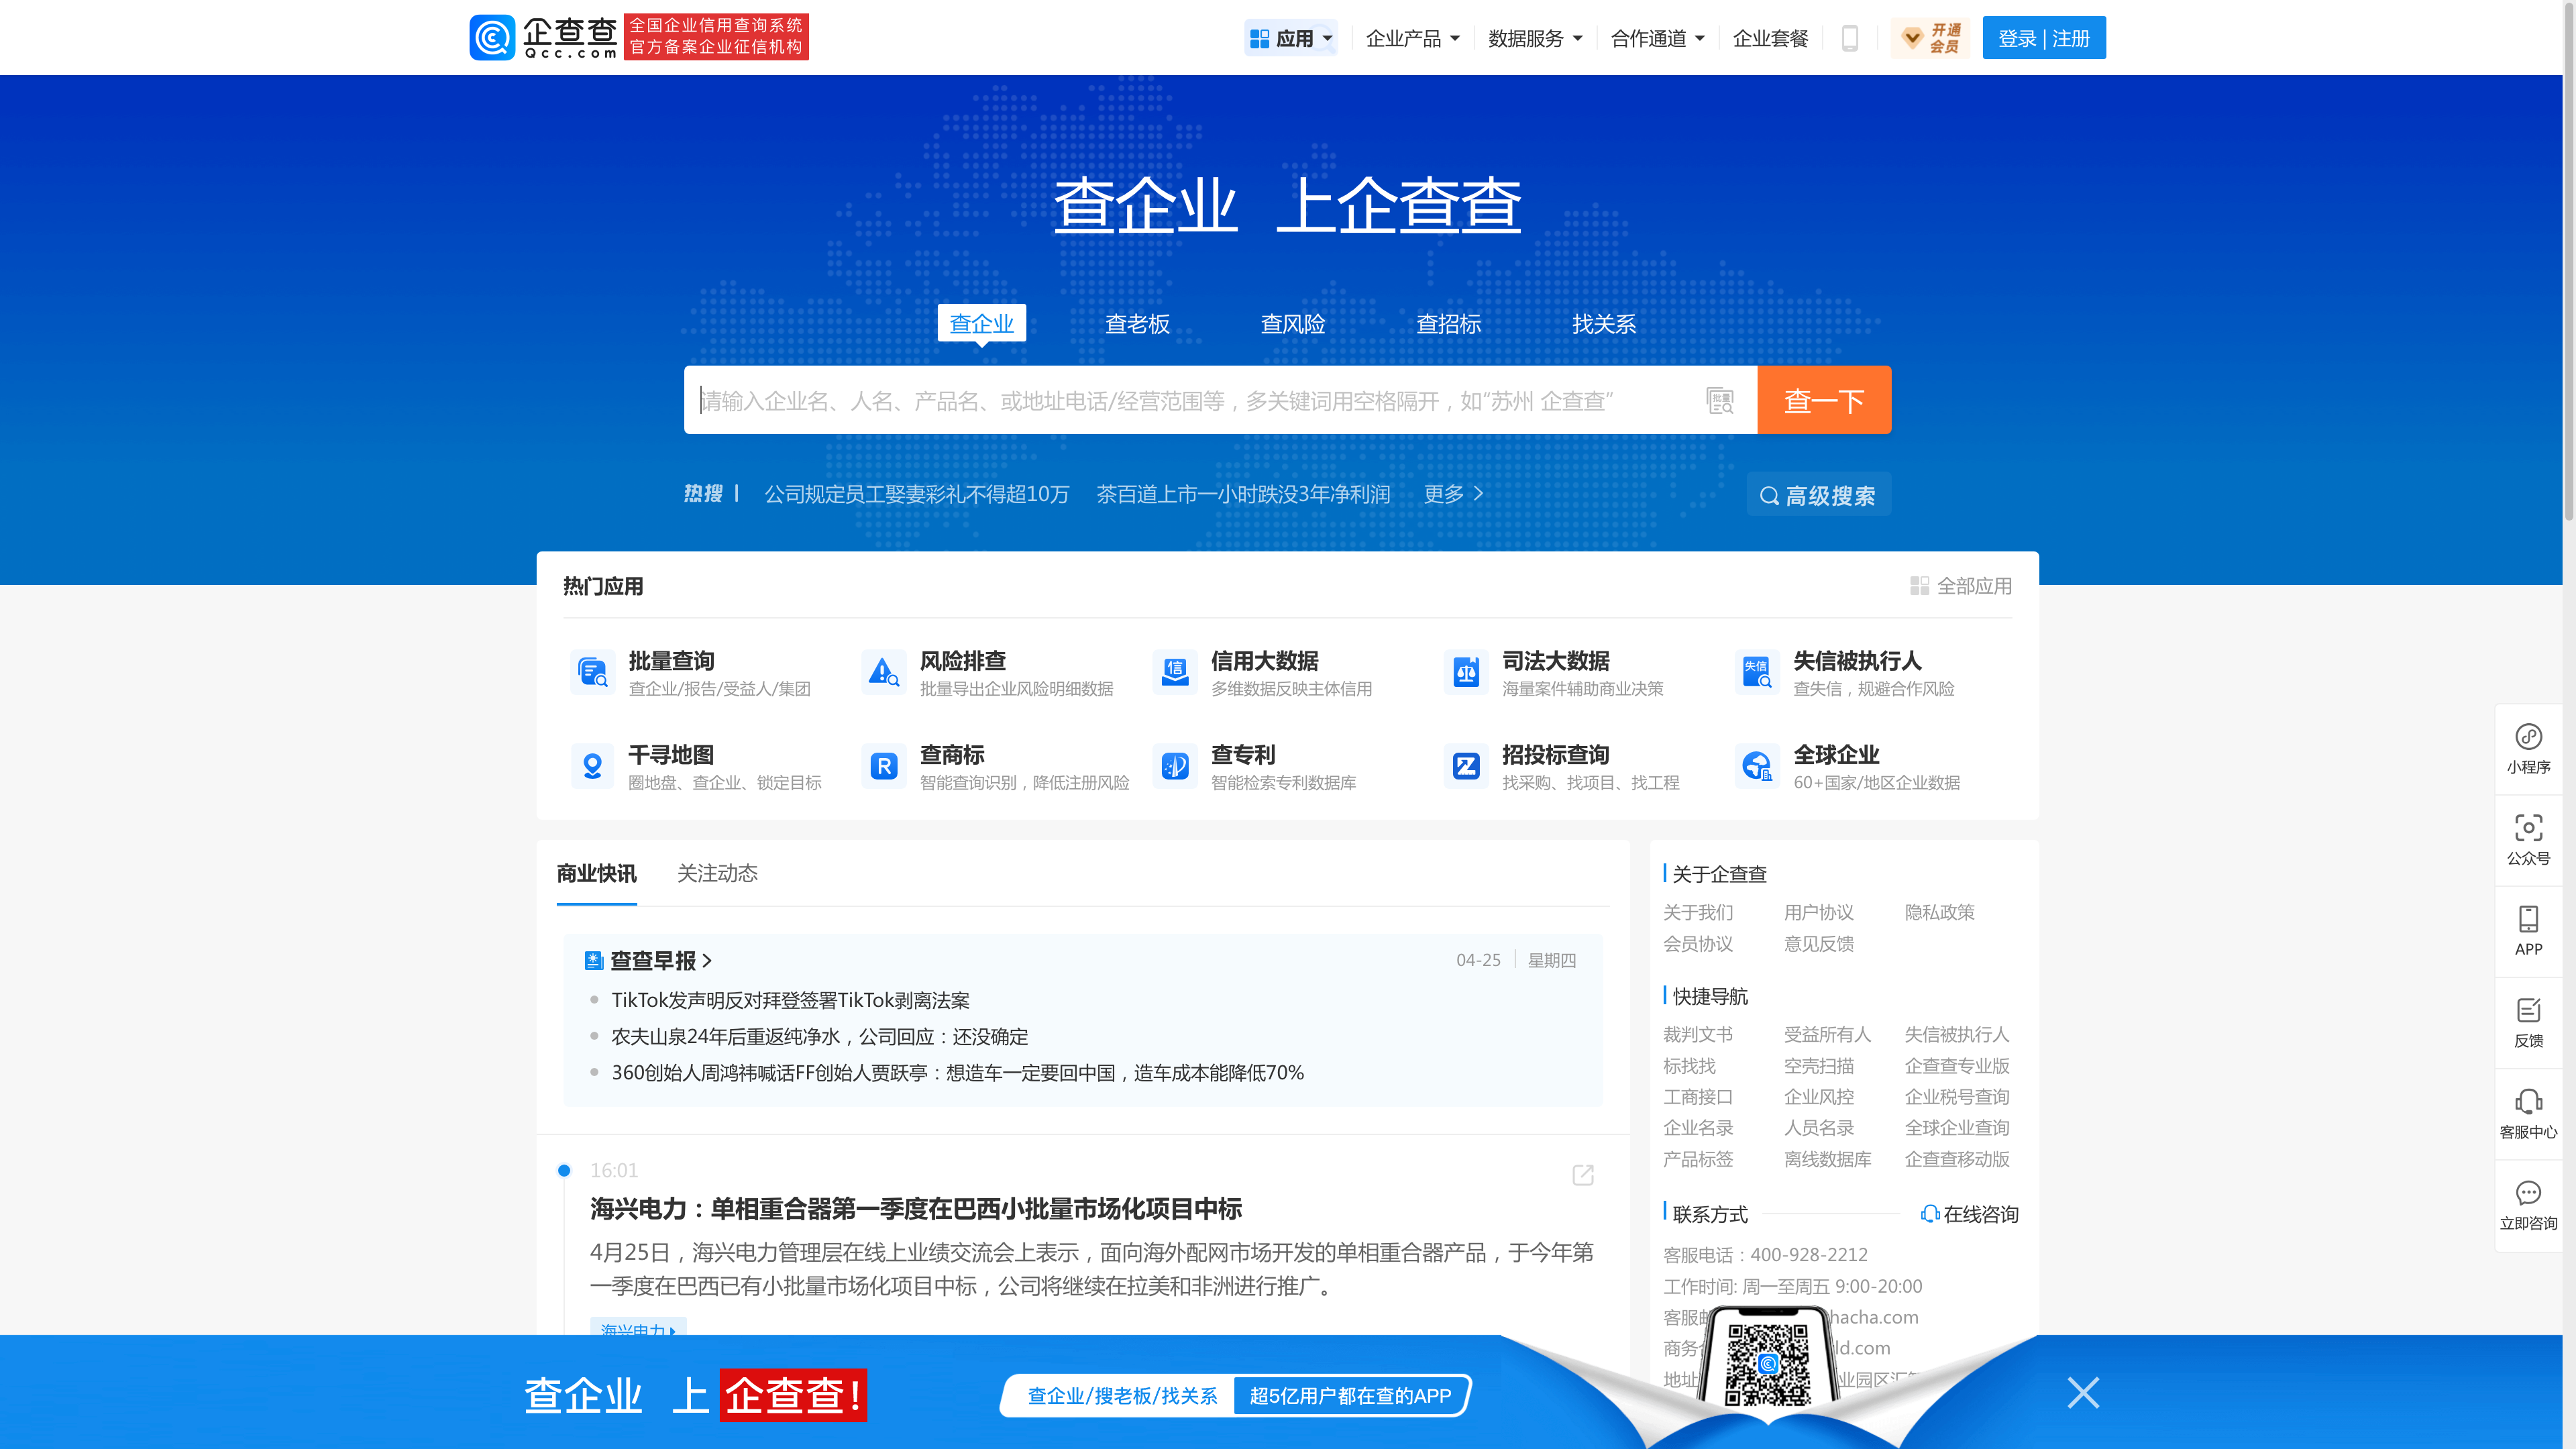 企查查
Qcc.com
全国企业信用查询系统
官方备案企业征信机构
应用
企业产品
数据服务
合作通道
企业套餐
开通
会员
登录 | 注册
查企业 上企查查
查企业
查老板
查风险
查招标
找关系
请输入企业名、人名、产品名、或地址电话/经营范围等，多关键词用空格隔开，如“苏州 企查查”
批量
查一下
热搜
公司规定员工娶妻彩礼不得超10万
茶百道上市一小时跌没3年净利润
更多
高级搜索
热门应用
全部应用
批量查询
查企业/报告/受益人/集团
风险排查
批量导出企业风险明细数据
信
信用大数据
多维数据反映主体信用
司法大数据
海量案件辅助商业决策
失信
失信被执行人
查失信，规避合作风险
千寻地图
圈地盘、查企业、锁定目标
R
查商标
智能查询识别，降低注册风险
查专利
智能检索专利数据库
招投标查询
找采购、找项目、找工程
全球企业
60+国家/地区企业数据
商业快讯
关注动态
查查早报
04-25
星期四
TikTok发声明反对拜登签署TikTok剥离法案
农夫山泉24年后重返纯净水，公司回应：还没确定
360创始人周鸿祎喊话FF创始人贾跃亭：想造车一定要回中国，造车成本能降低70%
16:01
海兴电力：单相重合器第一季度在巴西小批量市场化项目中标
4月25日，海兴电力管理层在线上业绩交流会上表示，面向海外配网市场开发的单相重合器产品，于今年第
一季度在巴西已有小批量市场化项目中标，公司将继续在拉美和非洲进行推广。
海兴电力
关于企查查
关于我们 用户协议 隐私政策
会员协议 意见反馈
快捷导航
裁判文书 受益所有人 失信被执行人
标找找 空壳扫描 企查查专业版
工商接口 企业风控 企业税号查询
企业名录 人员名录 全球企业查询
产品标签 离线数据库 企查查移动版
联系方式
在线咨询
客服电话：400-928-2212
工作时间: 周一至周五 9:00-20:00
客服 hacha.com
商务 ld.com
地址 业园区汇
小程序
公众号
APP
反馈
客服中心
立即咨询
查企业 上 企查查!
查企业/搜老板/找关系
超5亿用户都在查的APP